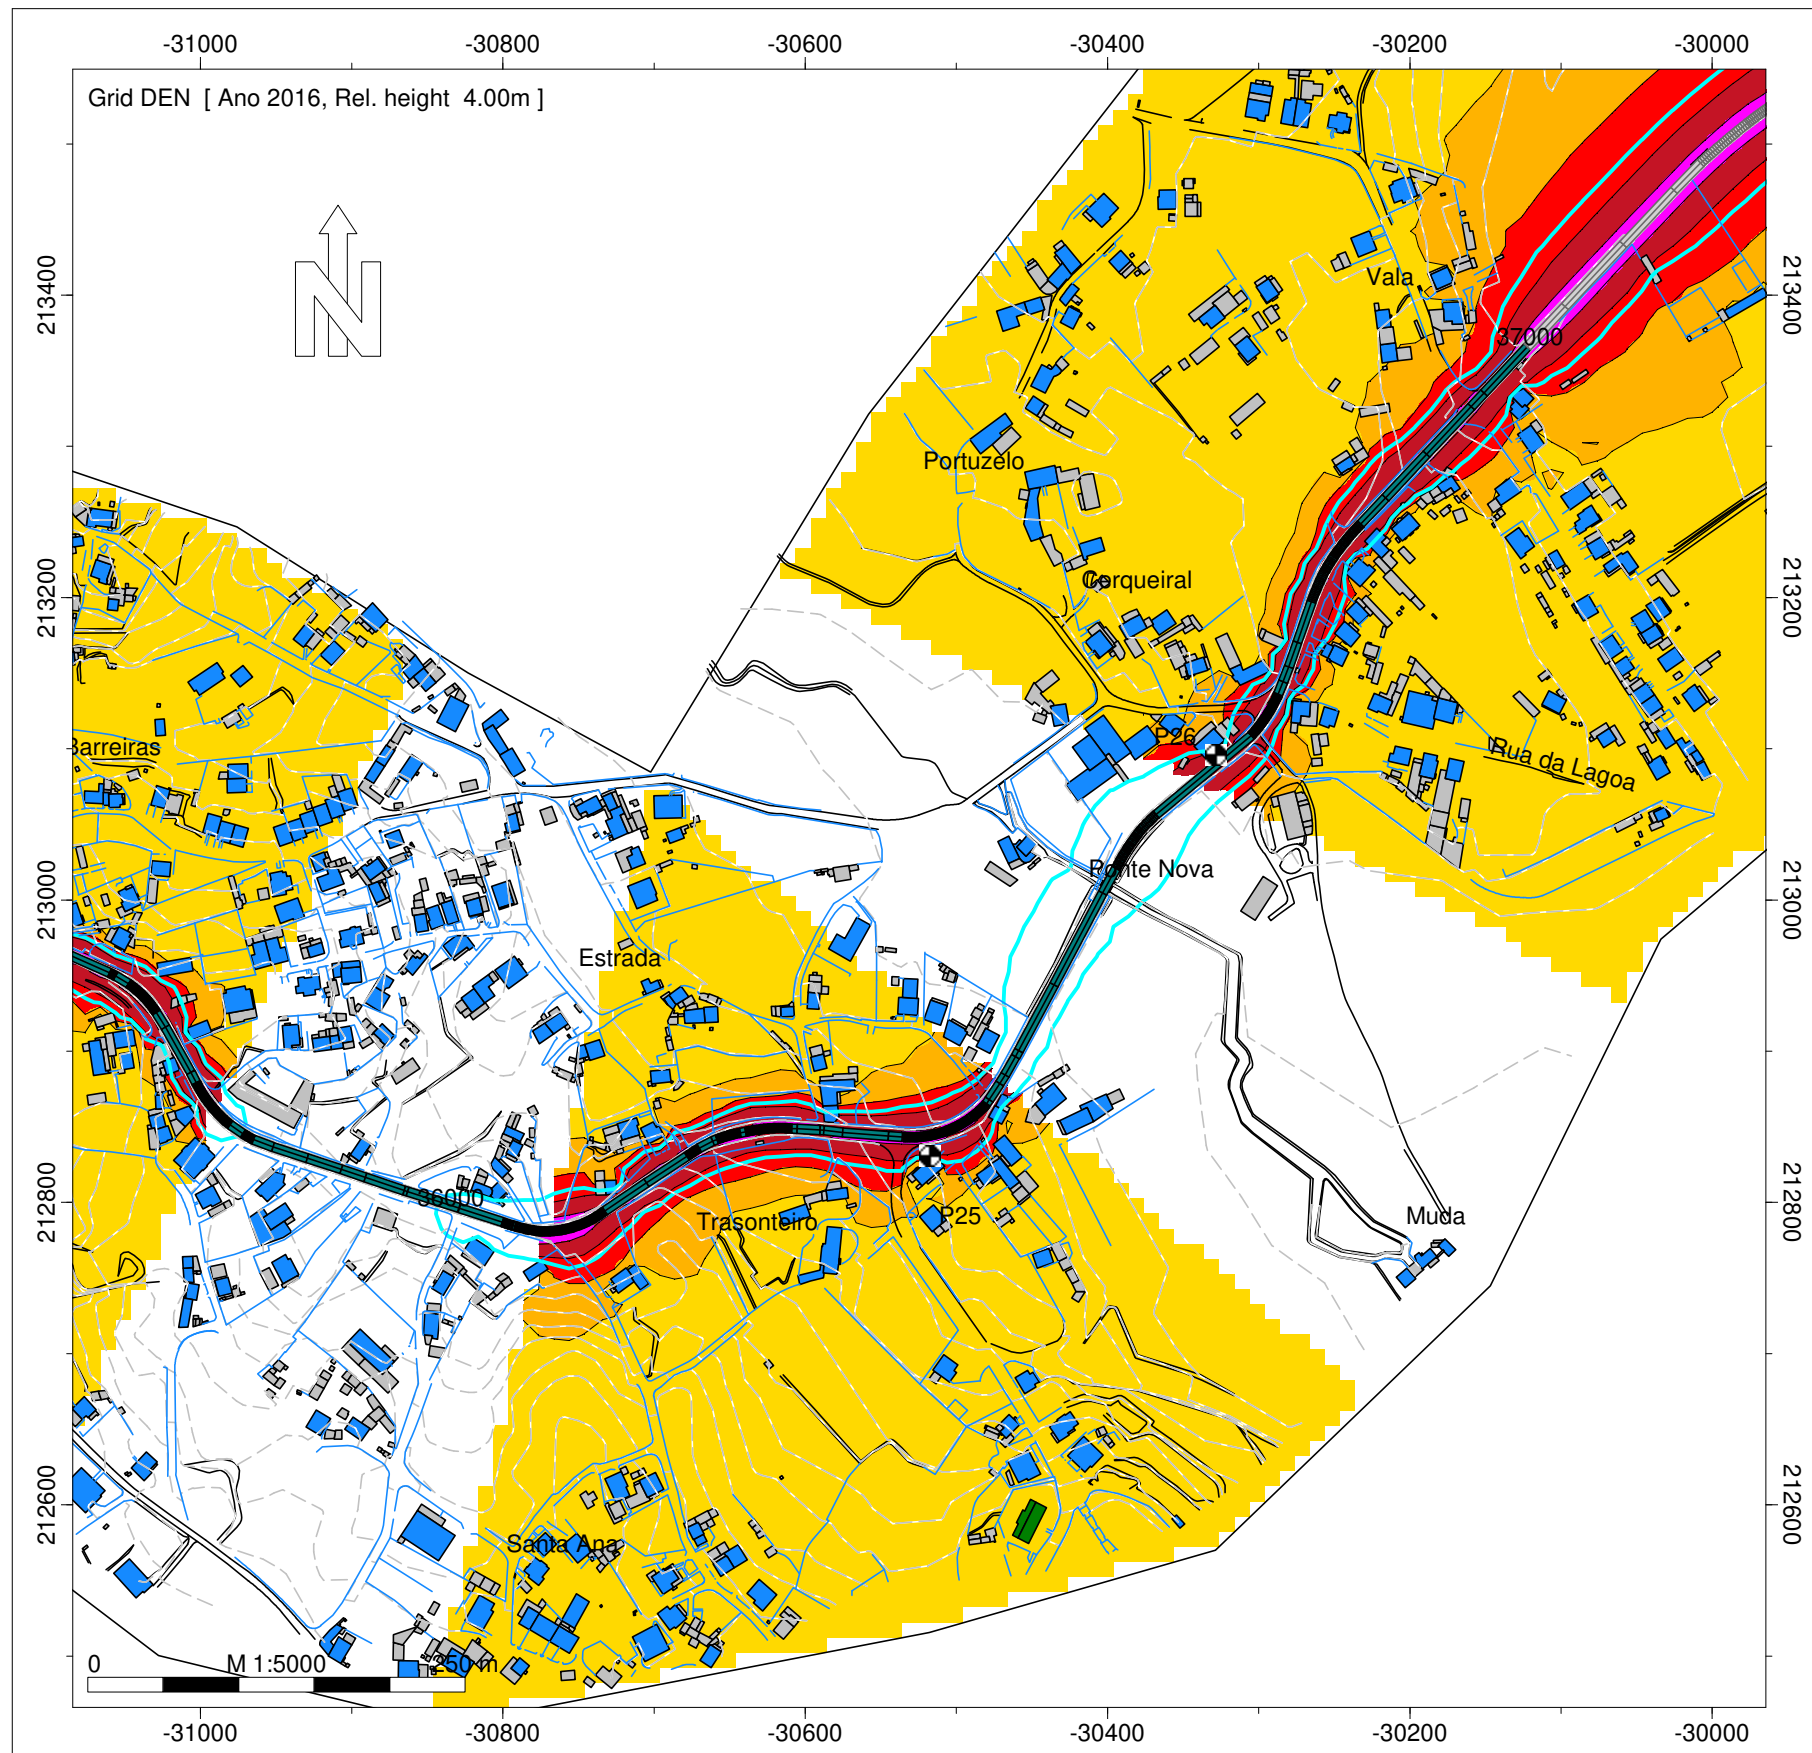 -31000 -30800 -30600 -30400 -30200 -30000
Grid DEN [ Ano 2016, Rel. height 4.00m ]
N
213400
213400
Vala
37000
Portuzelo
Cerqueiral
213200
213200
P26
Barreiras
Rua da Lagoa
Ponte Nova
213000
213000
Estrada
36000
212800
212800
Trasonteiro
P25
Muda
212600
212600
Santa Ana
0 M 1:5000 250 m
-31000 -30800 -30600 -30400 -30200 -30000